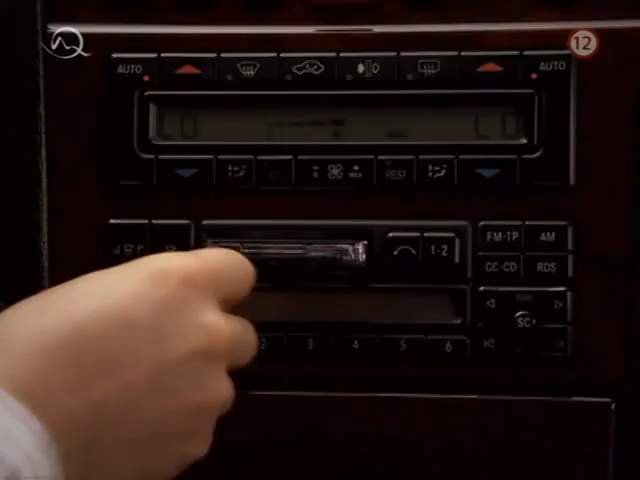 12
AUTO AUTO
LO LO
MAX REST
1-2 FM-TP AM
CC-CD RDS
SC
2 3 4 5 6